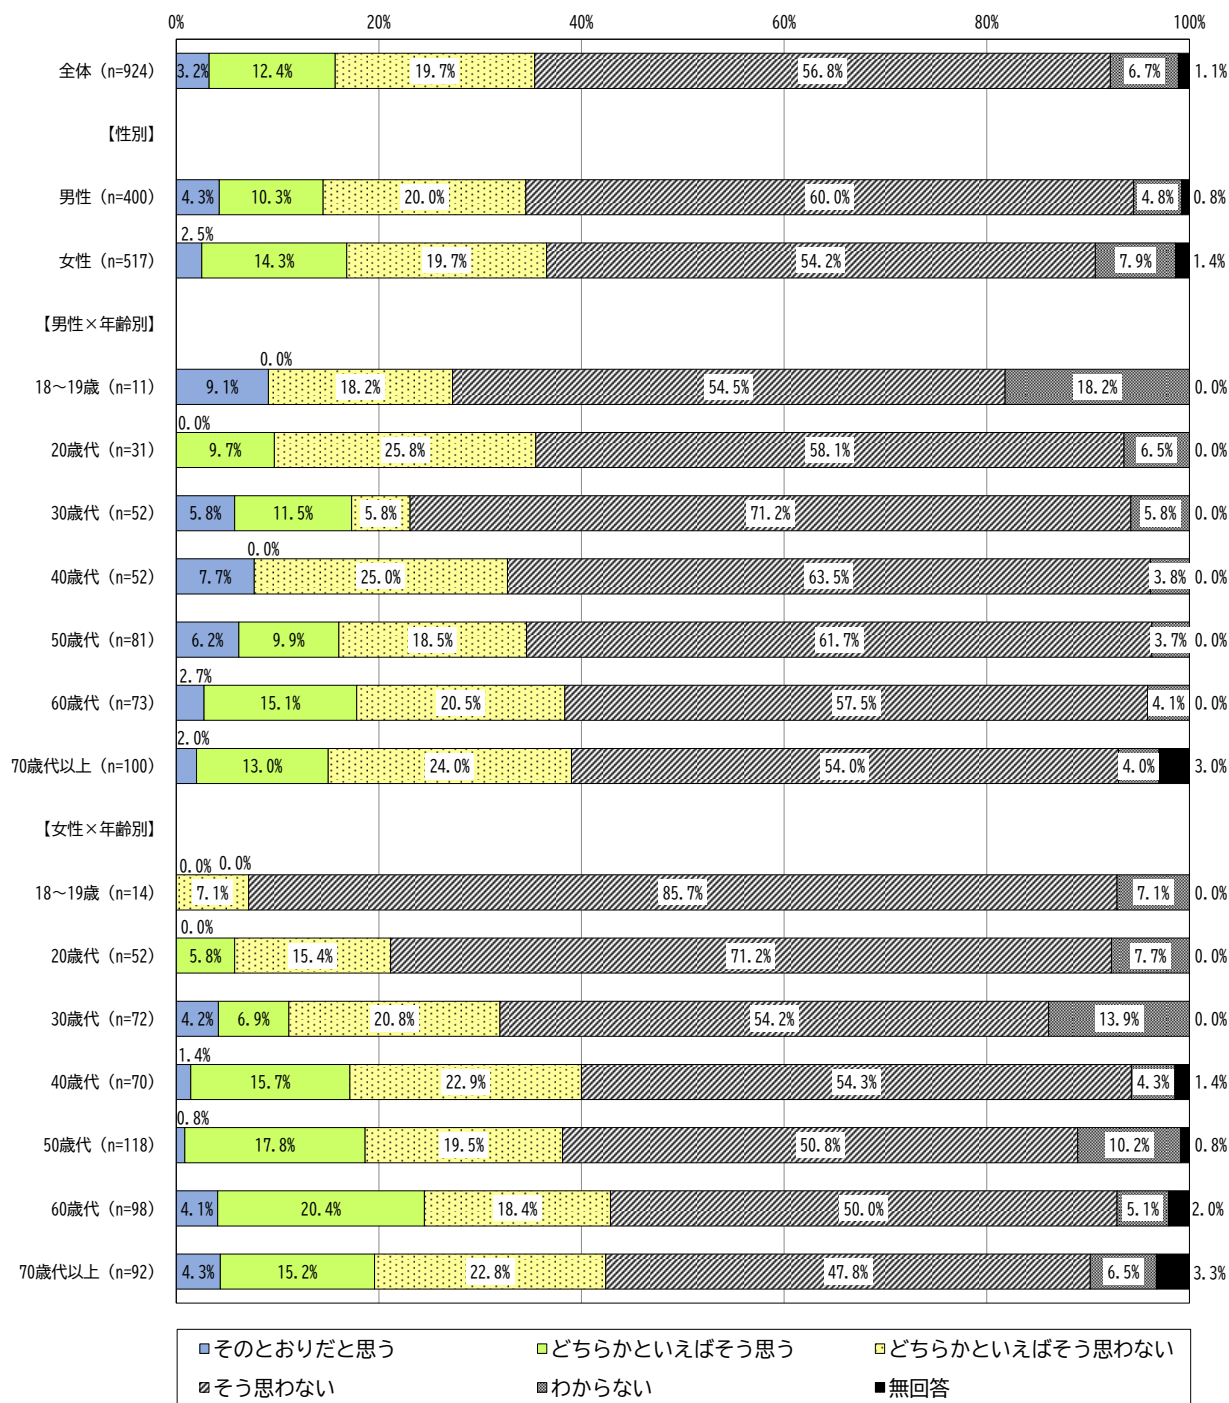 0% 20% 40% 60% 80% 100%
全体（n=924） 3.2% 12.4% 19.7% 56.8% 6.7% 1.1%
【性別】
男性（n=400） 4.3% 10.3% 20.0% 60.0% 4.8% 0.8%
2.5%
女性（n=517） 14.3% 19.7% 54.2% 7.9% 1.4%
【男性×年齢別】
0.0%
18～19歳（n=11） 9.1% 18.2% 54.5% 18.2% 0.0%
0.0%
20歳代（n=31） 9.7% 25.8% 58.1% 6.5% 0.0%
30歳代（n=52） 5.8% 11.5% 5.8% 71.2% 5.8% 0.0%
0.0%
40歳代（n=52） 7.7% 25.0% 63.5% 3.8% 0.0%
50歳代（n=81） 6.2% 9.9% 18.5% 61.7% 3.7% 0.0%
2.7%
60歳代（n=73） 15.1% 20.5% 57.5% 4.1% 0.0%
2.0%
70歳代以上（n=100） 13.0% 24.0% 54.0% 4.0% 3.0%
【女性×年齢別】
0.0% 0.0%
18～19歳（n=14） 7.1% 85.7% 7.1% 0.0%
0.0%
20歳代（n=52） 5.8% 15.4% 71.2% 7.7% 0.0%
30歳代（n=72） 4.2% 6.9% 20.8% 54.2% 13.9% 0.0%
1.4%
40歳代（n=70） 15.7% 22.9% 54.3% 4.3% 1.4%
0.8%
50歳代（n=118） 17.8% 19.5% 50.8% 10.2% 0.8%
60歳代（n=98） 4.1% 20.4% 18.4% 50.0% 5.1% 2.0%
70歳代以上（n=92） 4.3% 15.2% 22.8% 47.8% 6.5% 3.3%
そのとおりだと思う どちらかといえばそう思う どちらかといえばそう思わない
そう思わない わからない 無回答